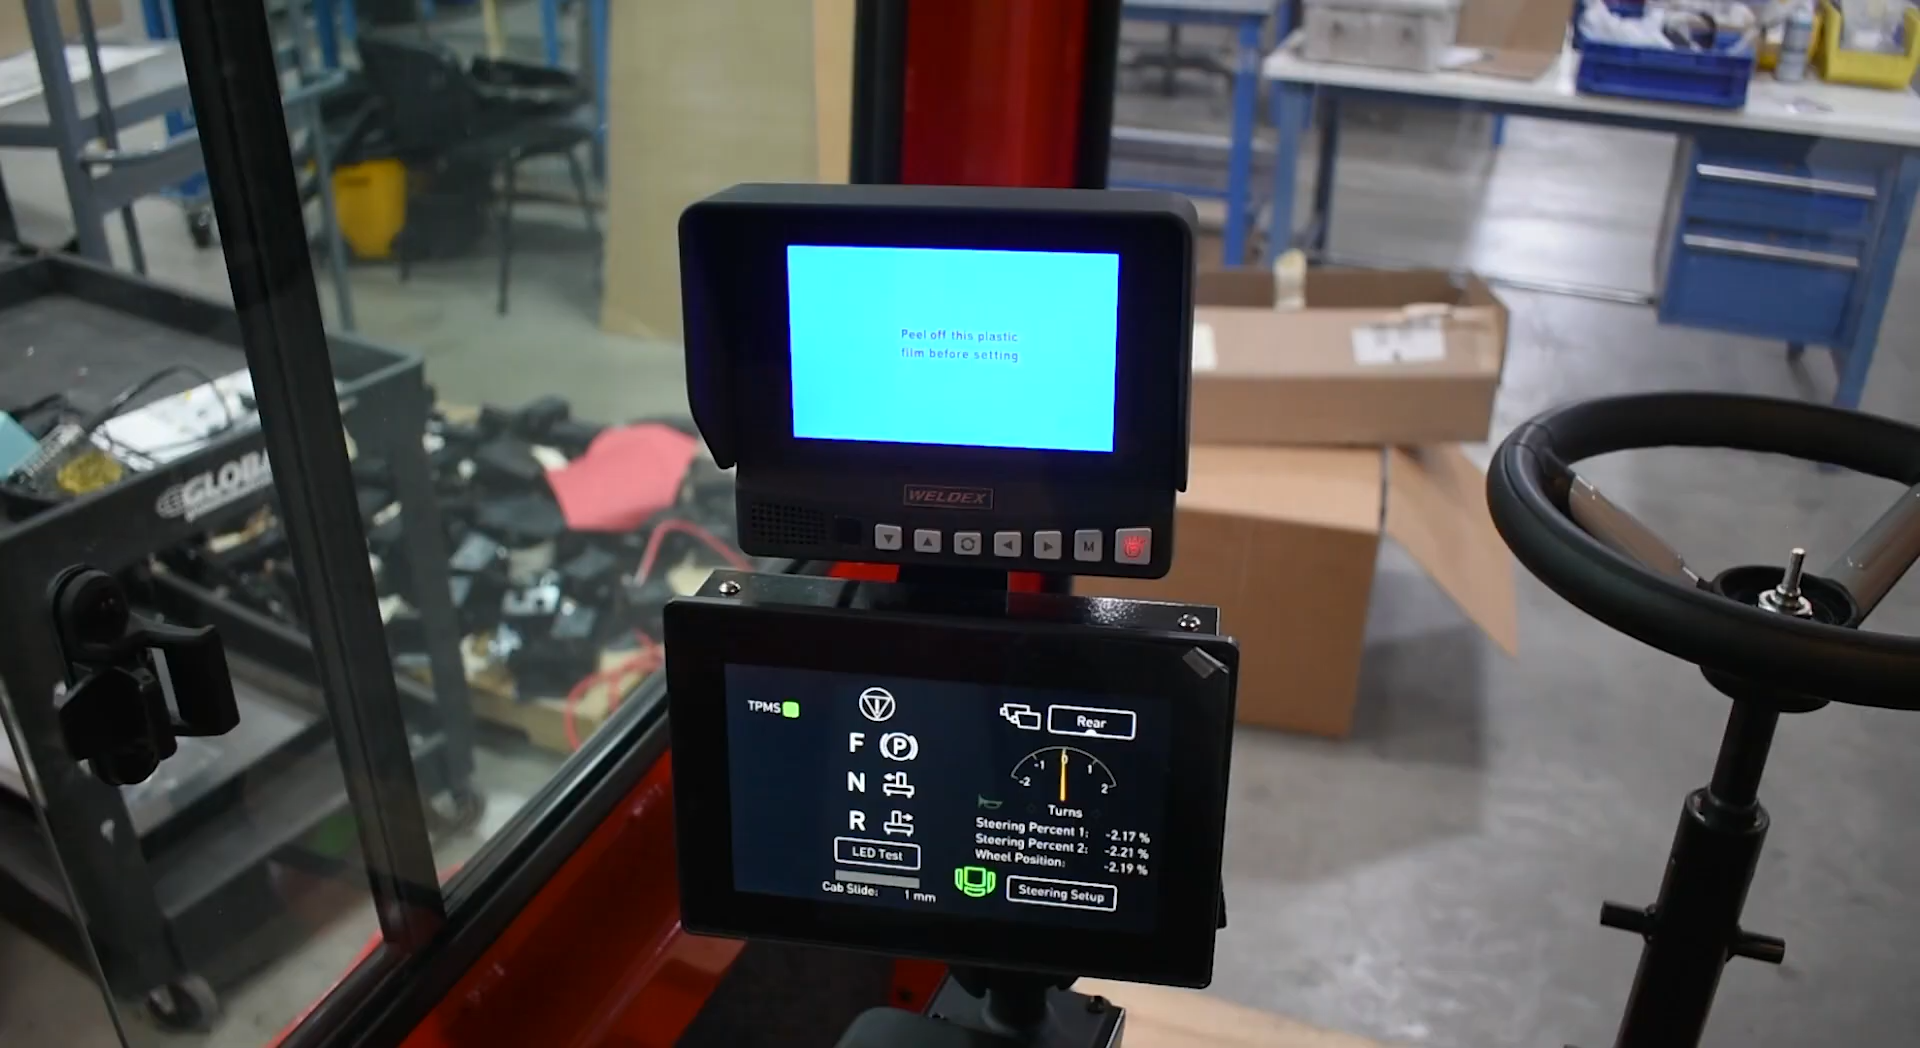 Peel off this plastic
film before setting
WELDEX
M
GLOBAL
TPMS
F
P
N
R
LED Test
Cab Slide: 1 mm
Rear
-2 -1 0 1 2
Turns
Steering Percent 1: -2.17 %
Steering Percent 2: -2.21 %
Wheel Position: -2.19 %
Steering Setup